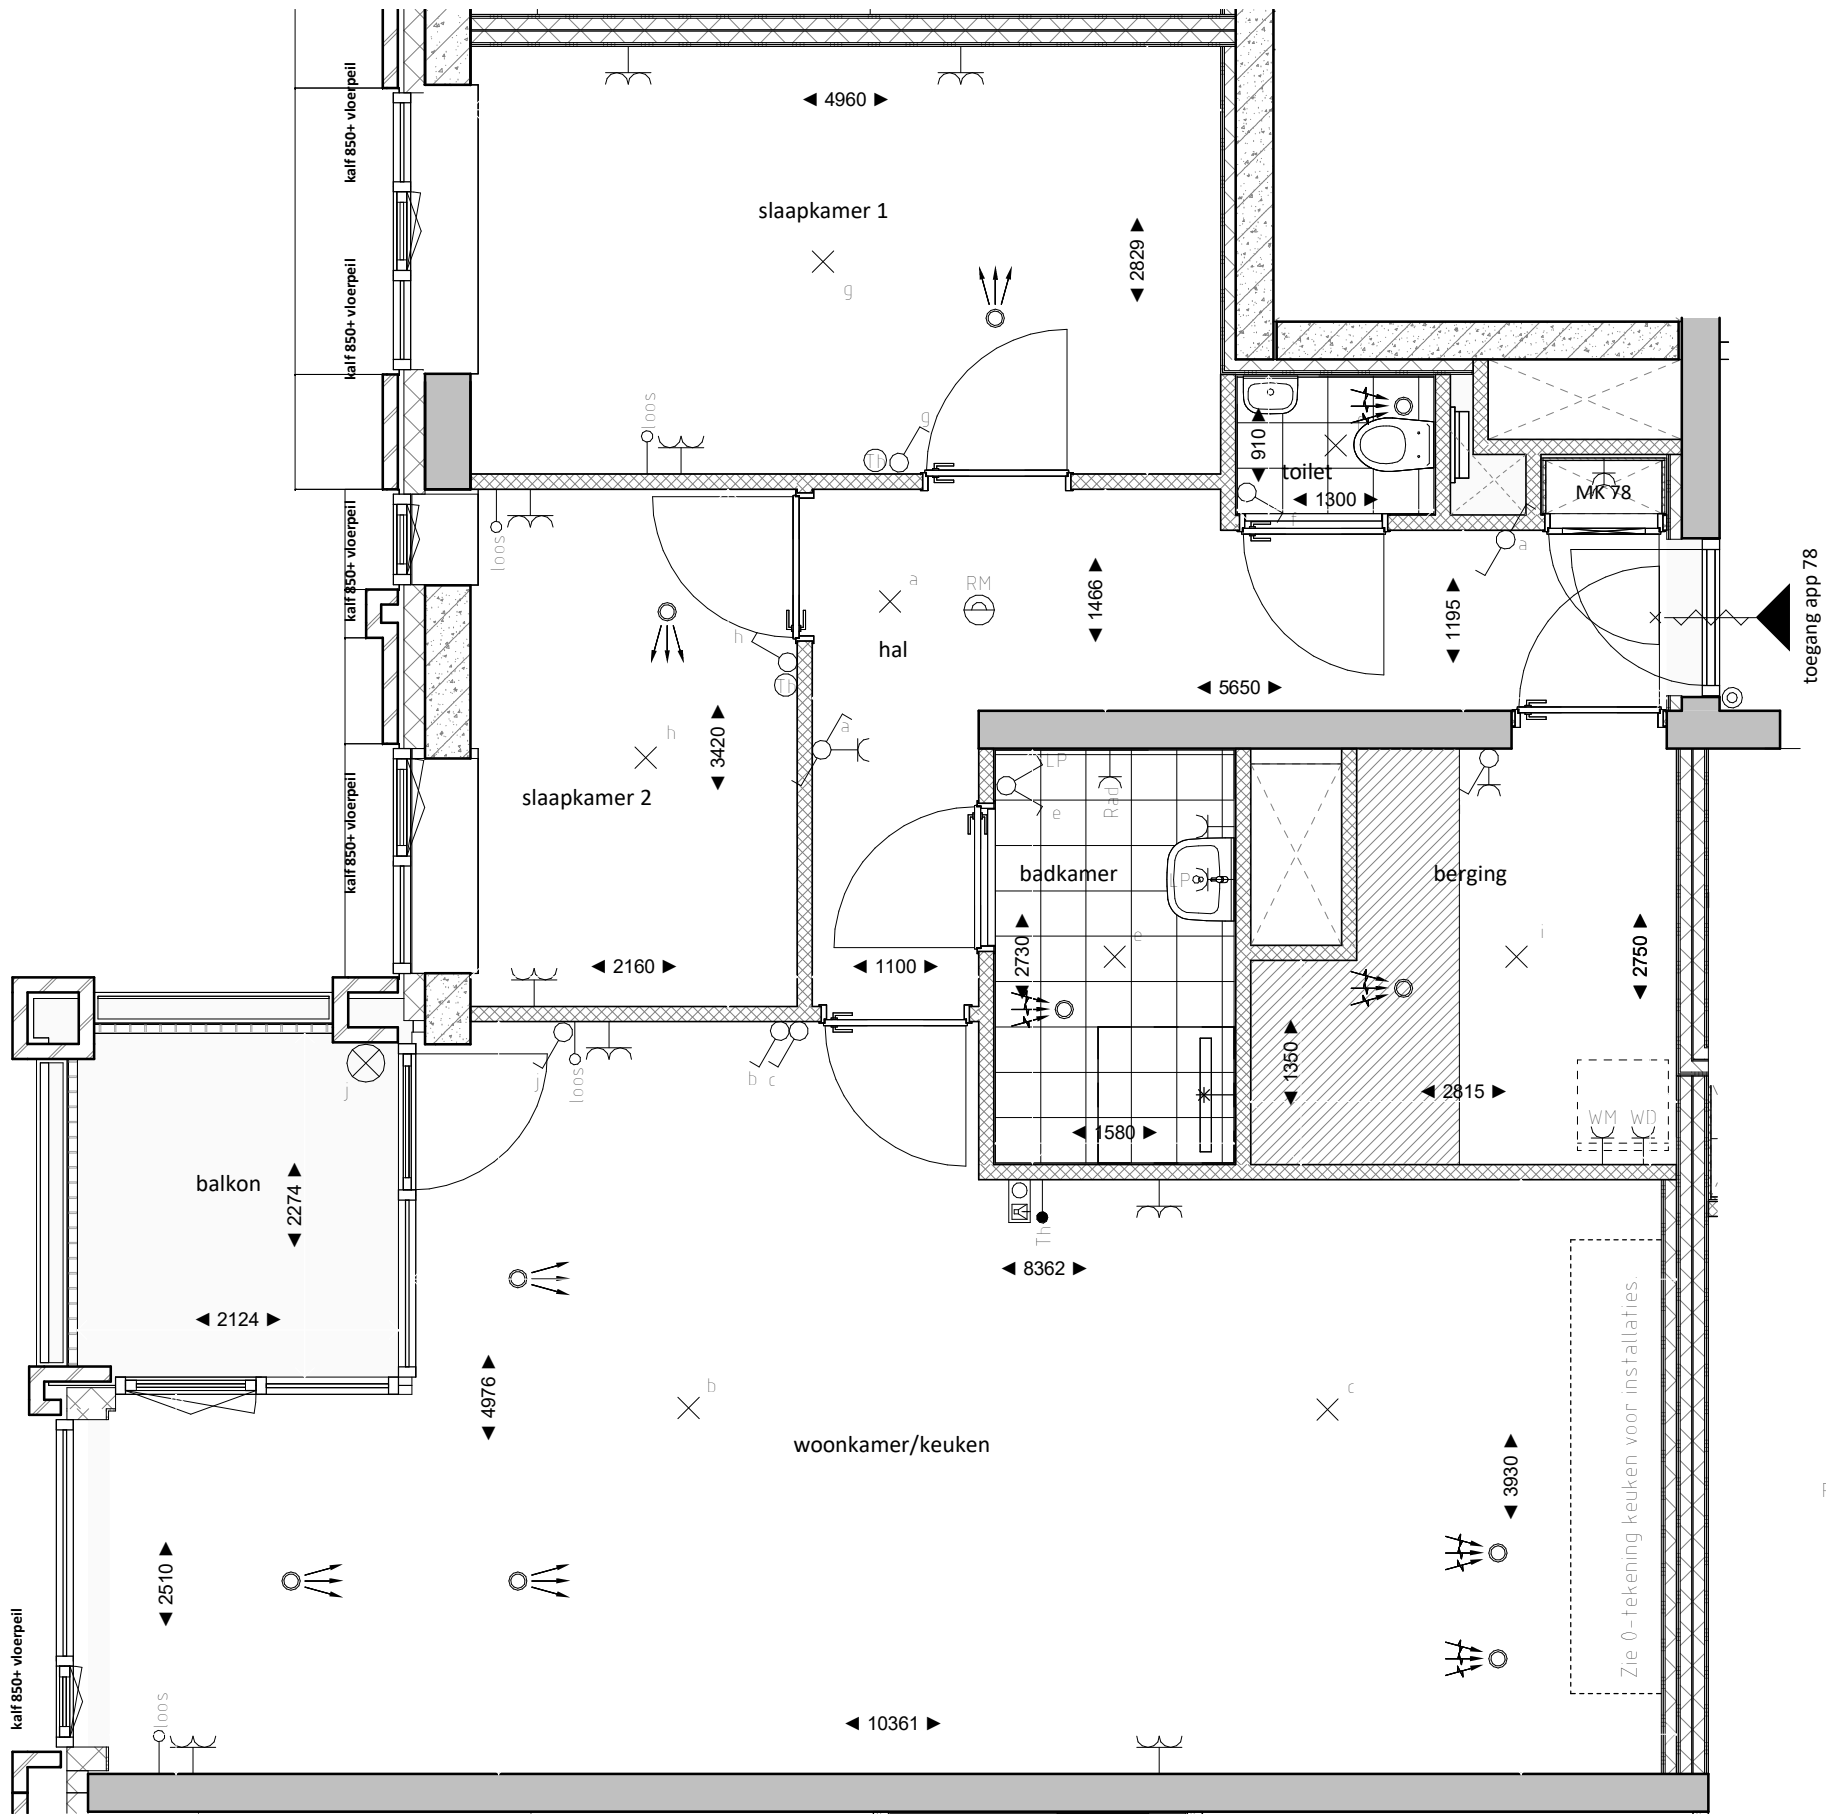 kalf 850+ vloerpeil
◄ 4960 ►
slaapkamer 1
◄ 2829 ►
g
kalf 850+ vloerpeil
loos
g
Th
◄ 910 ►
toilet
◄ 1300 ►
f
MK 78
a
kalf 850+ vloerpeil
loos
a
RM
◄ 1466 ►
◄ 1195 ►
toegang app 78
h
Th
hal
◄ 5650 ►
h
◄ 3420 ►
a
slaapkamer 2
LP
e
Rad
kalf 850+ vloerpeil
badkamer
LP
berging
e
i
◄ 2160 ►
◄ 1100 ►
◄ 2730 ►
◄ 2750 ►
j
j
loos
b
c
◄ 1350 ►
◄ 2815 ►
◄ 1580 ►
WM
WD
balkon
◄ 2274 ►
Th
◄ 8362 ►
◄ 2124 ►
◄ 4976 ►
b
c
woonkamer/keuken
◄ 3930 ►
Zie 0-tekening keuken voor installaties.
◄ 2510 ►
kalf 850+ vloerpeil
loos
◄ 10361 ►